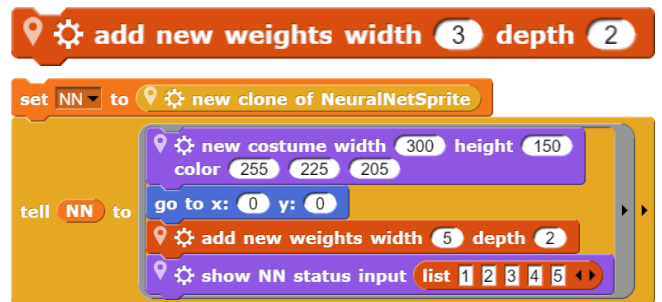 add new weights width 3 depth 2
set NN to new clone of NeuralNetSprite
new costume width 300 height 150
color 255 225 205
tell NN to
go to x: 0 y: 0
add new weights width 5 depth 2
show NN status input list 1 2 3 4 5